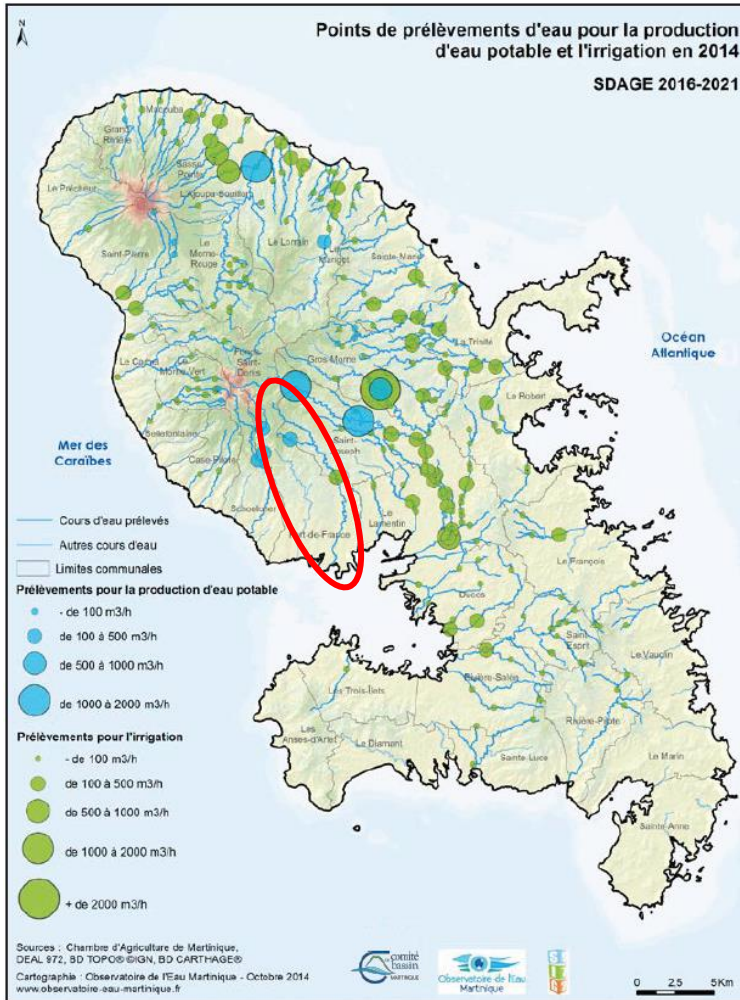 N
Points de prélèvements d'eau pour la production
d'eau potable et l'irrigation en 2014
SDAGE 2016-2021
Macouba
Grand
Rivière
Basse
Pointe
L'Ajoupa-Bouillon
Le Prêcheur
Saint-Pierre
Le
Morne-
Rouge
Le Lorrain
Le
Marigot
Sainte-Marie
La Trinité
Océan
Atlantique
Gros-Morne
Fonds
Saint-
Denis
Le Carbet
Le
Morne-Vert
Le Robert
Bellefontaine
Case-Pilote
Saint-
Joseph
Mer des
Caraïbes
Schoelcher
Fort-de-France
Le
Lamentin
Le François
Ducos
Saint-
Esprit
Le Vauclin
Rivière-Salée
Les Trois-Îlets
Les
Anses-d'Arlet
Le Diamant
Sainte-Luce
Rivière-Pilote
Le Marin
Sainte-Anne
Cours d'eau prélevés
Autres cours d'eau
Limites communales
Prélèvements pour la production d'eau potable
- de 100 m3/h
de 100 à 500 m3/h
de 500 à 1000 m3/h
de 1000 à 2000 m3/h
Prélèvements pour l'irrigation
- de 100 m3/h
de 100 à 500 m3/h
de 500 à 1000 m3/h
de 1000 à 2000 m3/h
+ de 2000 m3/h
Sources : Chambre d'Agriculture de Martinique,
DEAL 972, BD TOPO® ©IGN, BD CARTHAGE®
Cartographie : Observatoire de l'Eau Martinique - Octobre 2014
www.observatoire-eau-martinique.fr
comité
bassin
MARTINIQUE
Observatoire de l'Eau
Martinique
0 2,5 5Km